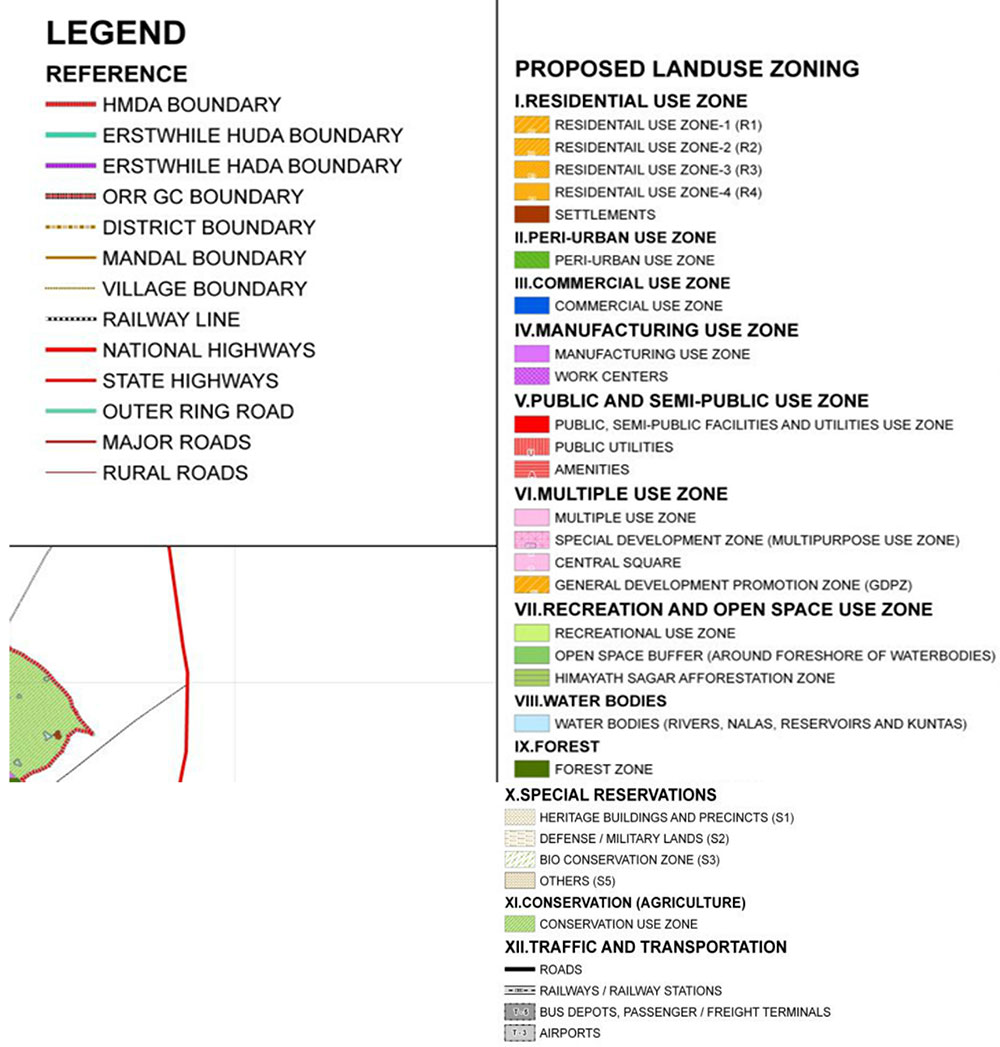 LEGEND
REFERENCE
HMDA BOUNDARY
ERSTWHILE HUDA BOUNDARY
ERSTWHILE HADA BOUNDARY
ORR GC BOUNDARY
DISTRICT BOUNDARY
MANDAL BOUNDARY
VILLAGE BOUNDARY
RAILWAY LINE
NATIONAL HIGHWAYS
STATE HIGHWAYS
OUTER RING ROAD
MAJOR ROADS
RURAL ROADS
PROPOSED LANDUSE ZONING
I.RESIDENTIAL USE ZONE
RESIDENTAIL USE ZONE-1 (R1)
RESIDENTAIL USE ZONE-2 (R2)
RESIDENTAIL USE ZONE-3 (R3)
RESIDENTAIL USE ZONE-4 (R4)
SETTLEMENTS
II.PERI-URBAN USE ZONE
PERI-URBAN USE ZONE
III.COMMERCIAL USE ZONE
COMMERCIAL USE ZONE
IV.MANUFACTURING USE ZONE
MANUFACTURING USE ZONE
WORK CENTERS
V.PUBLIC AND SEMI-PUBLIC USE ZONE
PUBLIC, SEMI-PUBLIC FACILITIES AND UTILITIES USE ZONE
PUBLIC UTILITIES
AMENITIES
VI.MULTIPLE USE ZONE
MULTIPLE USE ZONE
SPECIAL DEVELOPMENT ZONE (MULTIPURPOSE USE ZONE)
CENTRAL SQUARE
GENERAL DEVELOPMENT PROMOTION ZONE (GDPZ)
VII.RECREATION AND OPEN SPACE USE ZONE
RECREATIONAL USE ZONE
OPEN SPACE BUFFER (AROUND FORESHORE OF WATERBODIES)
HIMAYATH SAGAR AFFORESTATION ZONE
VIII.WATER BODIES
WATER BODIES (RIVERS, NALAS, RESERVOIRS AND KUNTAS)
IX.FOREST
FOREST ZONE
X.SPECIAL RESERVATIONS
HERITAGE BUILDINGS AND PRECINCTS (S1)
DEFENSE / MILITARY LANDS (S2)
BIO CONSERVATION ZONE (S3)
OTHERS (S5)
XI.CONSERVATION (AGRICULTURE)
CONSERVATION USE ZONE
XII.TRAFFIC AND TRANSPORTATION
ROADS
RAILWAYS / RAILWAY STATIONS
BUS DEPOTS, PASSENGER / FREIGHT TERMINALS
T-3 AIRPORTS